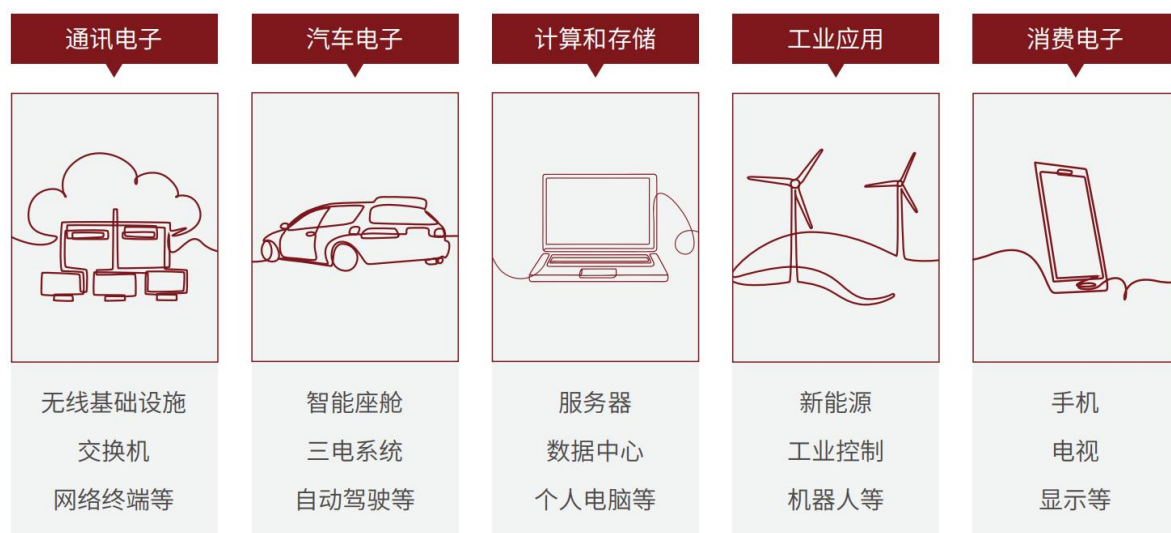 通讯电子
无线基础设施
交换机
网络终端等
汽车电子
智能座舱
三电系统
自动驾驶等
计算和存储
服务器
数据中心
个人电脑等
工业应用
新能源
工业控制
机器人等
消费电子
手机
电视
显示等